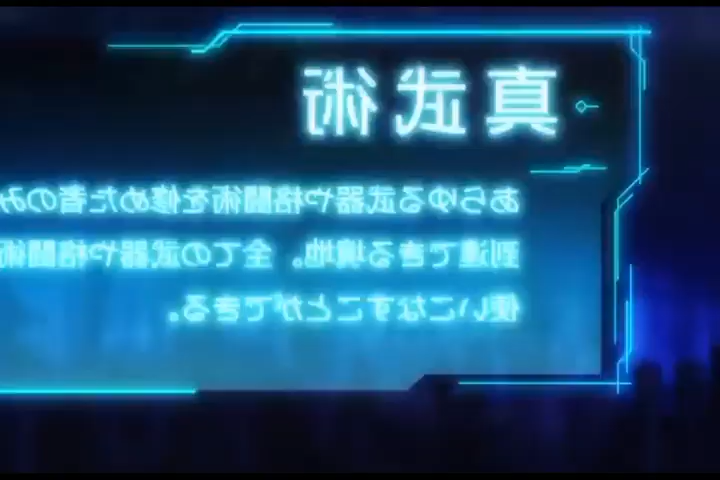 真武術
あらゆる武器や格闘術を修めた者のみ
到達できる境地。全ての武器や格闘術
使いこなすことができる。